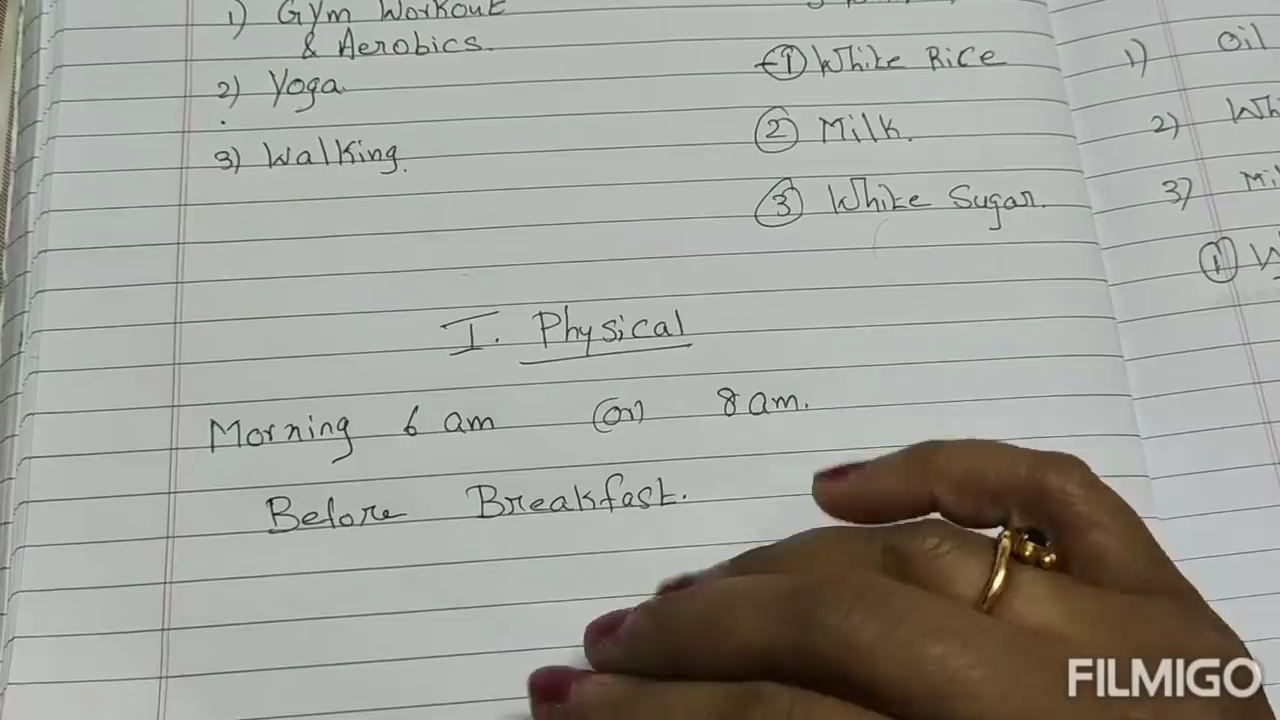 1) Gym Workout
& Aerobics.
2) Yoga.
3) Walking.
① White Rice
② Milk.
③ White Sugar.
1) Oil
2)
3)
①
I. Physical
Morning 6 am (or) 8 am.
Before Breakfast.
FILMIGO